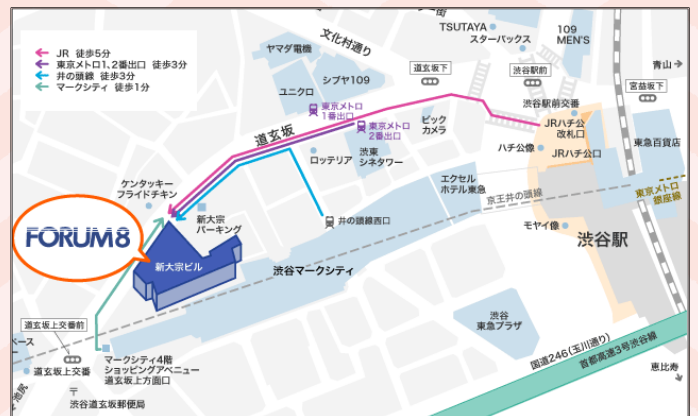 JR 徒歩5分
東京メトロ1、2番出口 徒歩3分
井の頭線 徒歩3分
マークシティ 徒歩1分
文化村通り
TSUTAYA
スターバックス
109
MEN'S
ヤマダ電機
シブヤ109
ユニクロ
道玄坂下
渋谷駅前
青山
宮益坂下
渋谷駅前交番
東京メトロ
1番出口
東京メトロ
2番出口
ビック
カメラ
JRハチ公
改札口
ハチ公像
JRハチ公口
東急百貨店
道玄坂
ロッテリア
渋東
シネタワー
エクセル
ホテル東急
京王井の頭線
東京メトロ
銀座線
ケンタッキー
フライドチキン
新大宗
パーキング
井の頭線西口
モヤイ像
渋谷駅
FORUM8
新大宗ビル
渋谷マークシティ
道玄坂上交番前
渋谷
東急プラザ
国道246(玉川通り)
首都高速3号渋谷線
恵比寿
ース
道玄坂上交番
マークシティ4階
ショッピングアベニュー
道玄坂上方面口
池尻
〒
渋谷道玄坂郵便局